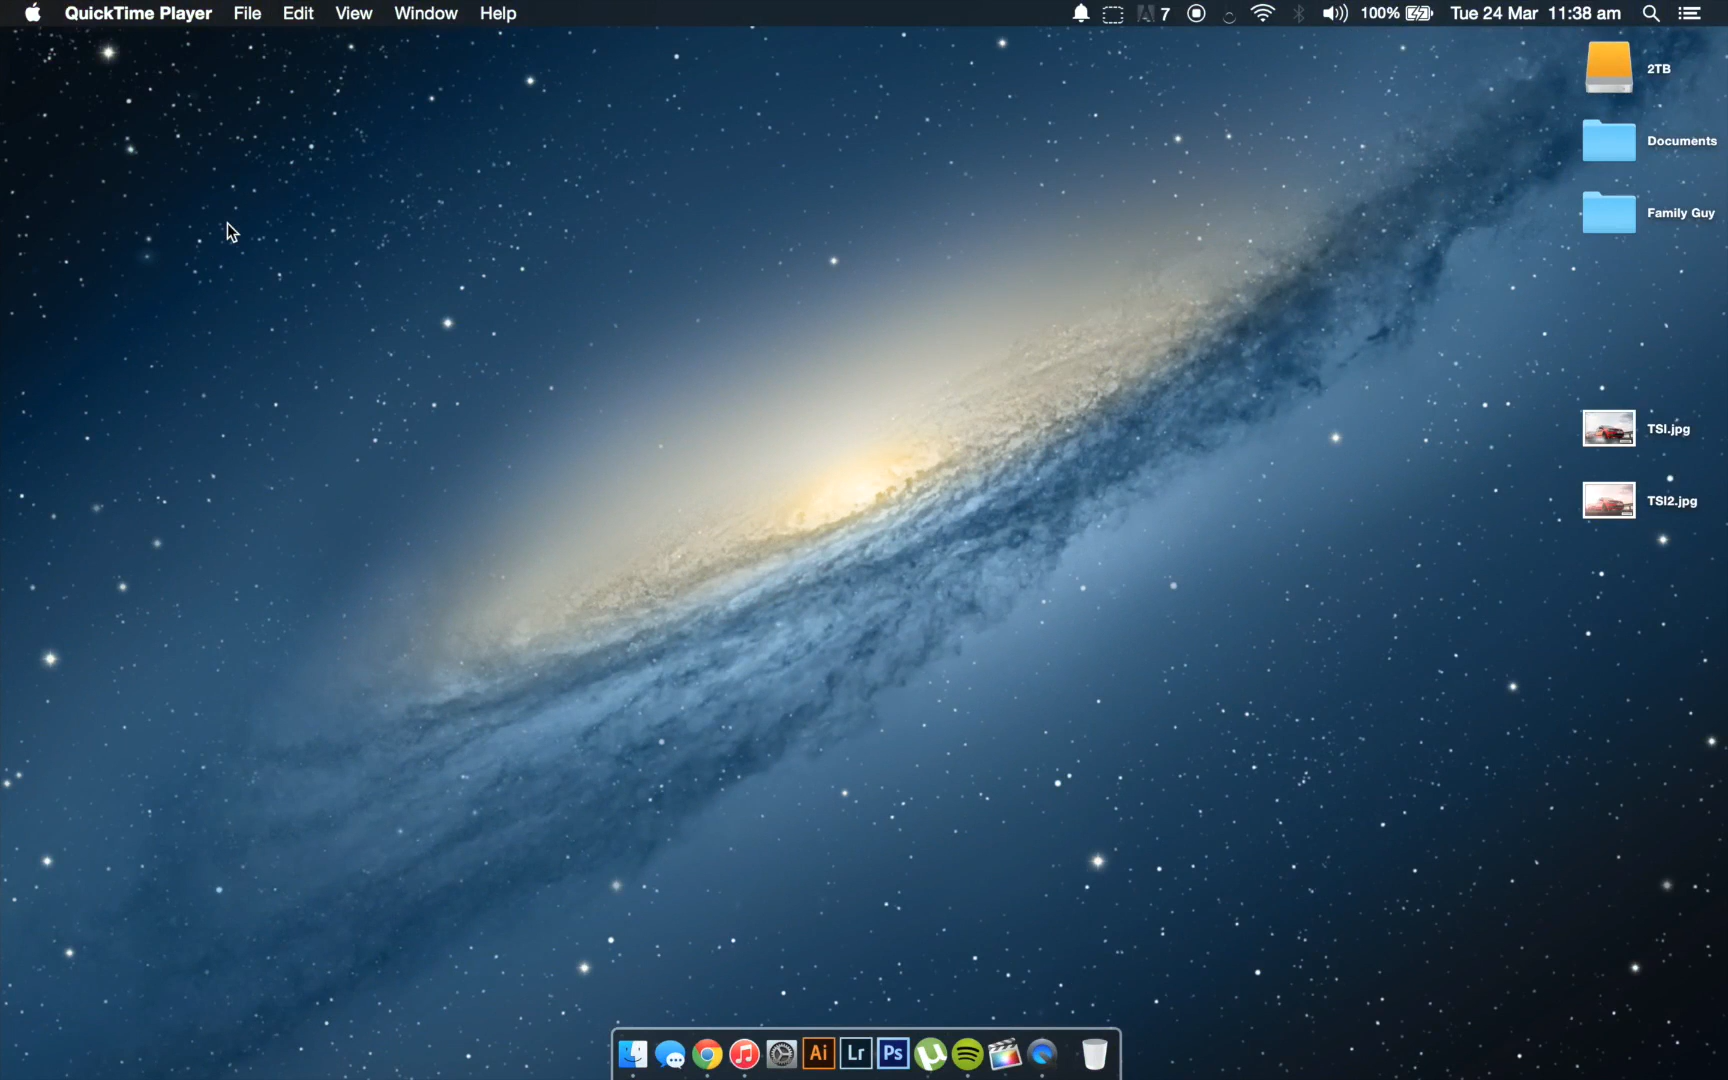 QuickTime Player File Edit View Window Help 7 100% Tue 24 Mar 11:38 am
2TB
Documents
Family Guy
TSI.jpg
TSI2.jpg
Ai Lr Ps